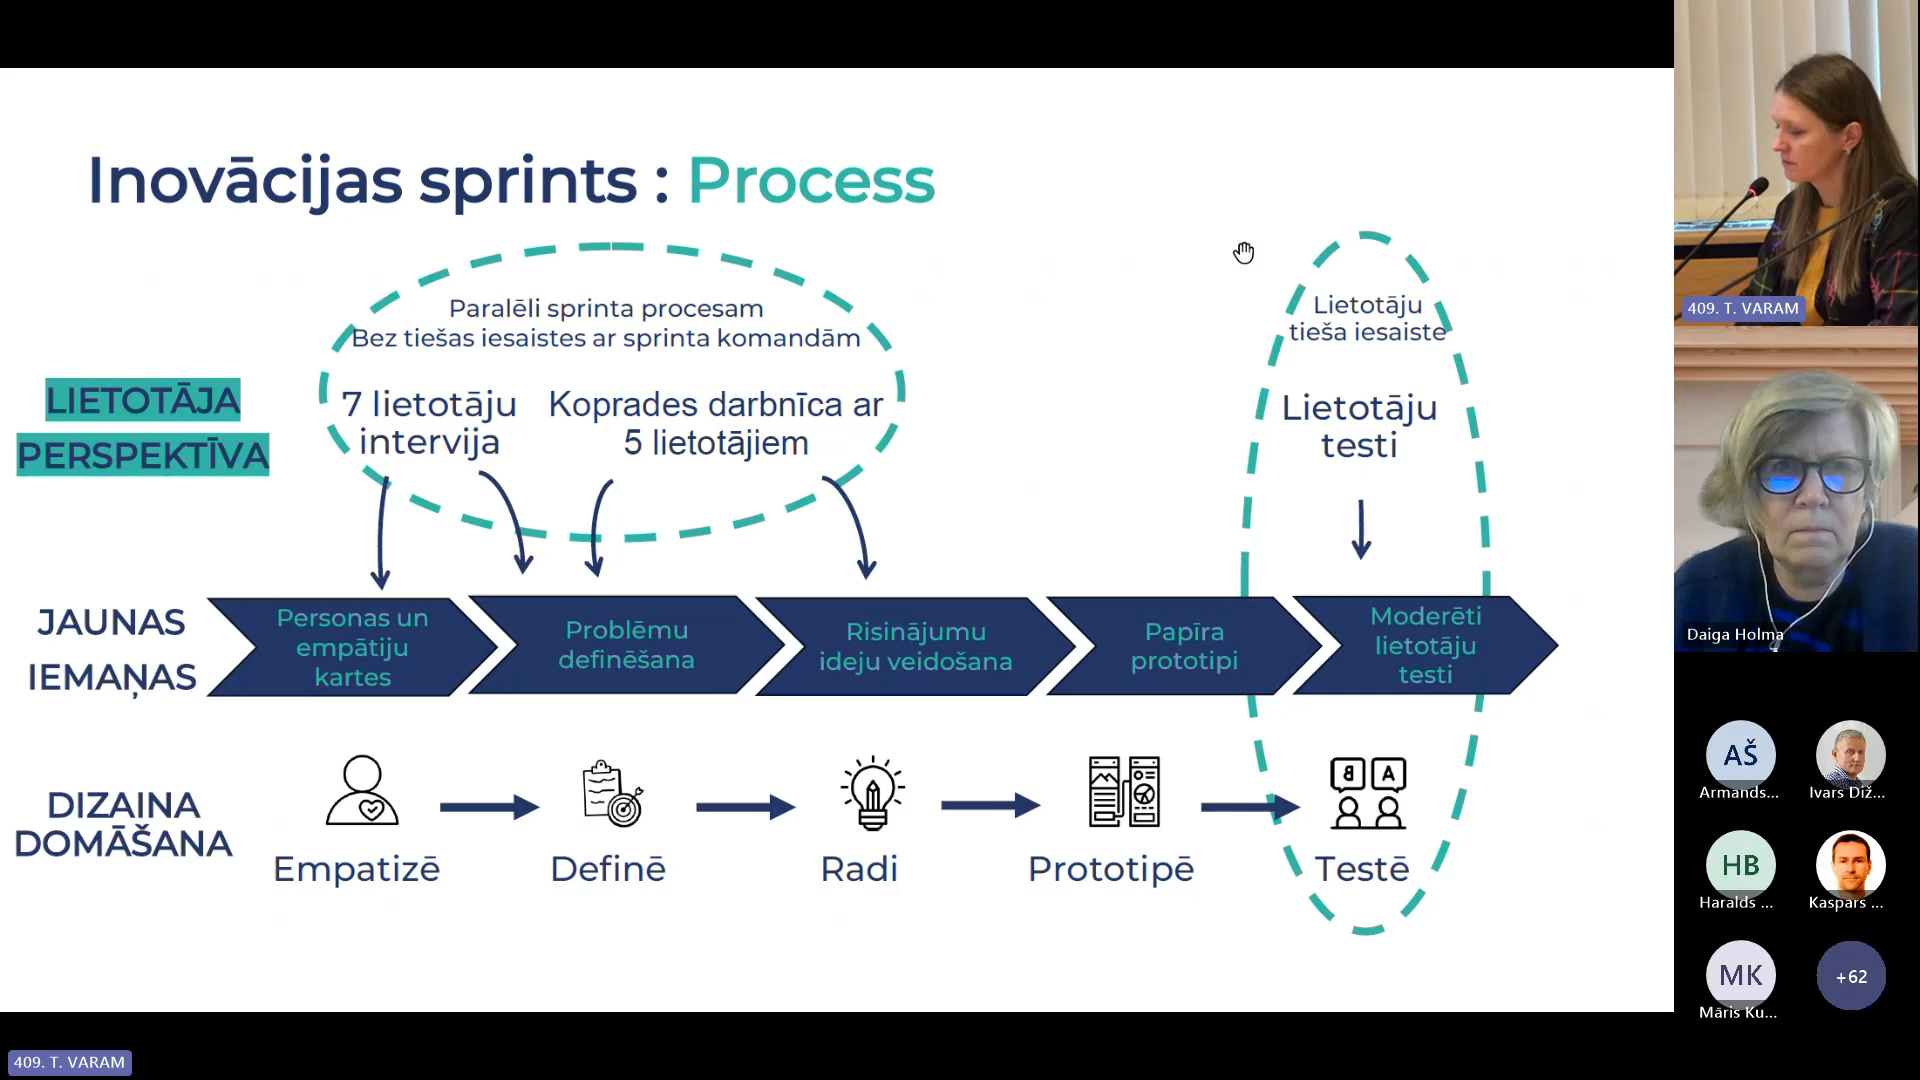 Inovācijas sprints : Process
Paralēli sprinta procesam
Bez tiešas iesaistes ar sprinta komandām
7 lietotāju
intervija
Koprades darbnīca ar
5 lietotājiem
Lietotāju
tieša iesaiste
Lietotāju
testi
LIETOTĀJA
PERSPEKTĪVA
JAUNAS
IEMAŅAS
Personas un
empātiju
kartes
Problēmu
definēšana
Risinājumu
ideju veidošana
Papīra
prototipi
Moderēti
lietotāju
testi
DIZAINA
DOMĀŠANA
Empatizē
Definē
Radi
Prototipē
B A
Testē
409. T. VARAM
409. T. VARAM
Daiga Holma
AŠ
Armands...
Ivars Diž...
HB
Haralds ...
Kaspars ...
MK
Māris Ku...
+62